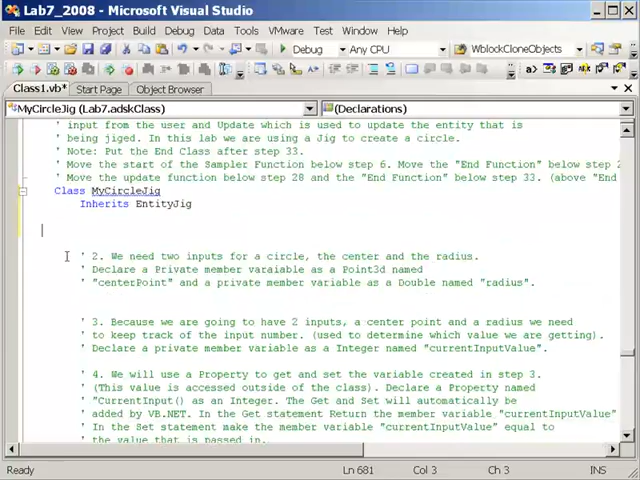 Lab7_2008 - Microsoft Visual Studio
File Edit View Project Build Debug Data Tools VMware Test Window Help
Debug Any CPU WblockCloneObjects
Class1.vb* Start Page Object Browser
MyCircleJig (Lab7.adskClass) (Declarations)
' input from the user and Update which is used to update the entity that is
' being jiged. In this lab we are using a Jig to create a circle.
' Note: Put the End Class after step 33.
' Move the start of the Sampler Function below step 6. Move the "End Function" below step 2
' Move the update function below step 28 and the "End Function" below step 33. (above "End
Class MyCircleJig
Inherits EntityJig
' 2. We need two inputs for a circle, the center and the radius.
' Declare a Private member varaiable as a Point3d named
' "centerPoint" and a private member variable as a Double named "radius".
' 3. Because we are going to have 2 inputs, a center point and a radius we need
' to keep track of the input number. (used to determine which value we are getting).
' Declare a private member variable as a Integer named "currentInputValue".
' 4. We will use a Property to get and set the variable created in step 3.
' (This value is accessed outside of the class). Declare a Property named
' "CurrentInput() as an Integer. The Get and Set will automatically be
' added by VB.NET. In the Get statement Return the member variable "currentInputValue"
' In the Set statement make the member variable "currentInputValue" equal to
' the value that is passed in.
Ready Ln 681 Col 3 Ch 3 INS